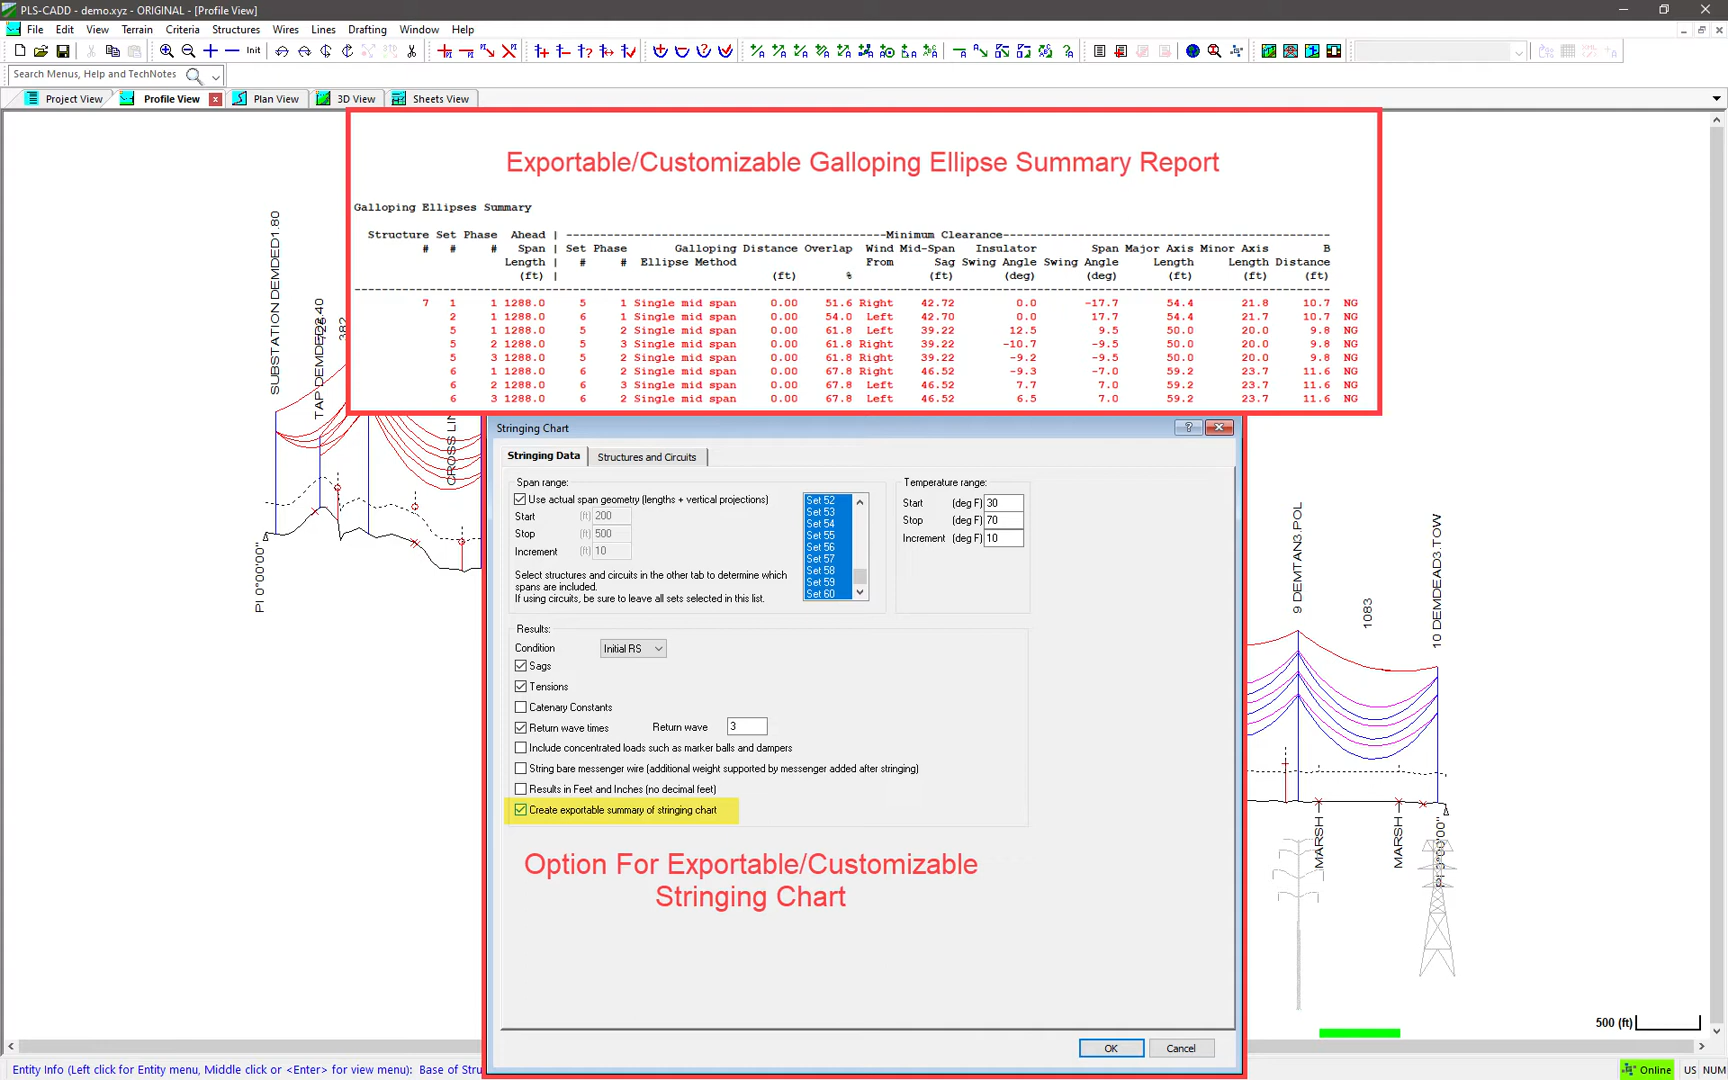 PLS-CADD - demo.xyz - ORIGINAL - [Profile View]
File Edit View Terrain Criteria Structures Wires Lines Drafting Window Help
Init
Search Menus, Help and TechNotes
Project View Profile View Plan View 3D View Sheets View
Exportable/Customizable Galloping Ellipse Summary Report
Galloping Ellipses Summary
Structure Set Phase Ahead | -----Minimum Clearance-----
# # # Span | Set Phase Galloping Distance Overlap Wind Mid-Span Insulator Span Major Axis Minor Axis B
Length | # # Ellipse Method From Sag Swing Angle Swing Angle Length Length Distance
(ft) | (ft) % (ft) (deg) (deg) (ft) (ft) (ft)
7 1 1 1288.0 5 1 Single mid span 0.00 51.6 Right 42.72 0.0 -17.7 54.4 21.8 10.7 NG
2 1 1288.0 6 1 Single mid span 0.00 54.0 Left 42.70 0.0 17.7 54.4 21.7 10.7 NG
5 1 1288.0 5 2 Single mid span 0.00 61.8 Left 39.22 12.5 9.5 50.0 20.0 9.8 NG
5 2 1288.0 5 3 Single mid span 0.00 61.8 Right 39.22 -10.7 -9.5 50.0 20.0 9.8 NG
5 3 1288.0 5 2 Single mid span 0.00 61.8 Right 39.22 -9.2 -9.5 50.0 20.0 9.8 NG
6 1 1288.0 6 2 Single mid span 0.00 67.8 Right 46.52 -9.3 -7.0 59.2 23.7 11.6 NG
6 2 1288.0 6 3 Single mid span 0.00 67.8 Left 46.52 7.7 7.0 59.2 23.7 11.6 NG
6 3 1288.0 6 2 Single mid span 0.00 67.8 Left 46.52 6.5 7.0 59.2 23.7 11.6 NG
SUBSTATION DEMDED1.80
TAP DEMDED2.40
382
CROSS LIN
PI 0°00'00"
Stringing Chart
Stringing Data Structures and Circuits
Span range:
Use actual span geometry (lengths + vertical projections)
Start (ft) 200
Stop (ft) 500
Increment (ft) 10
Select structures and circuits in the other tab to determine which
spans are included.
If using circuits, be sure to leave all sets selected in this list.
Set 52
Set 53
Set 54
Set 55
Set 56
Set 57
Set 58
Set 59
Set 60
Temperature range:
Start (deg F) 30
Stop (deg F) 70
Increment (deg F) 10
Results:
Condition Initial RS
Sags
Tensions
Catenary Constants
Return wave times Return wave 3
Include concentrated loads such as marker balls and dampers
String bare messenger wire (additional weight supported by messenger added after stringing)
Results in Feet and Inches (no decimal feet)
Create exportable summary of stringing chart
Option For Exportable/Customizable
Stringing Chart
OK Cancel
9 DEMTAN3.POL
1083
10 DEMDEAD3.TOW
MARSH
MARSH
PI 0°00'00"
500 (ft)
Entity Info (Left click for Entity menu, Middle click or <Enter> for view menu): Base of Stru
Online US NUM